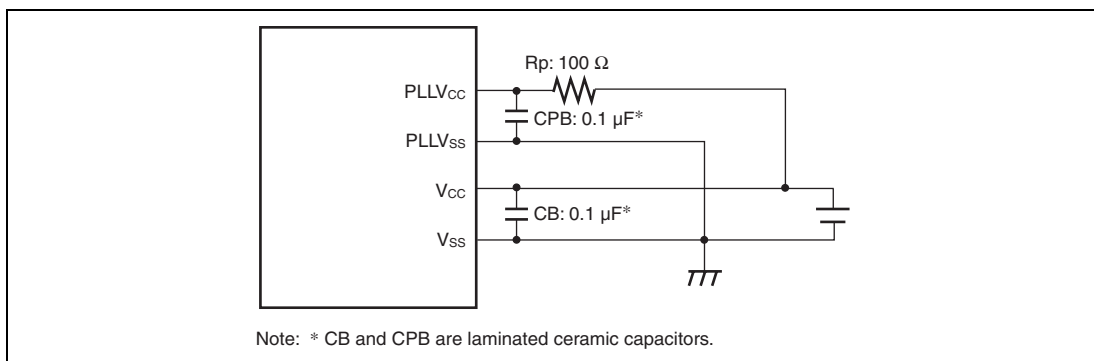 Rp: 100 Ω
PLLVCC
CPB: 0.1 µF*
PLLVSS
VCC
CB: 0.1 µF*
VSS
Note: * CB and CPB are laminated ceramic capacitors.